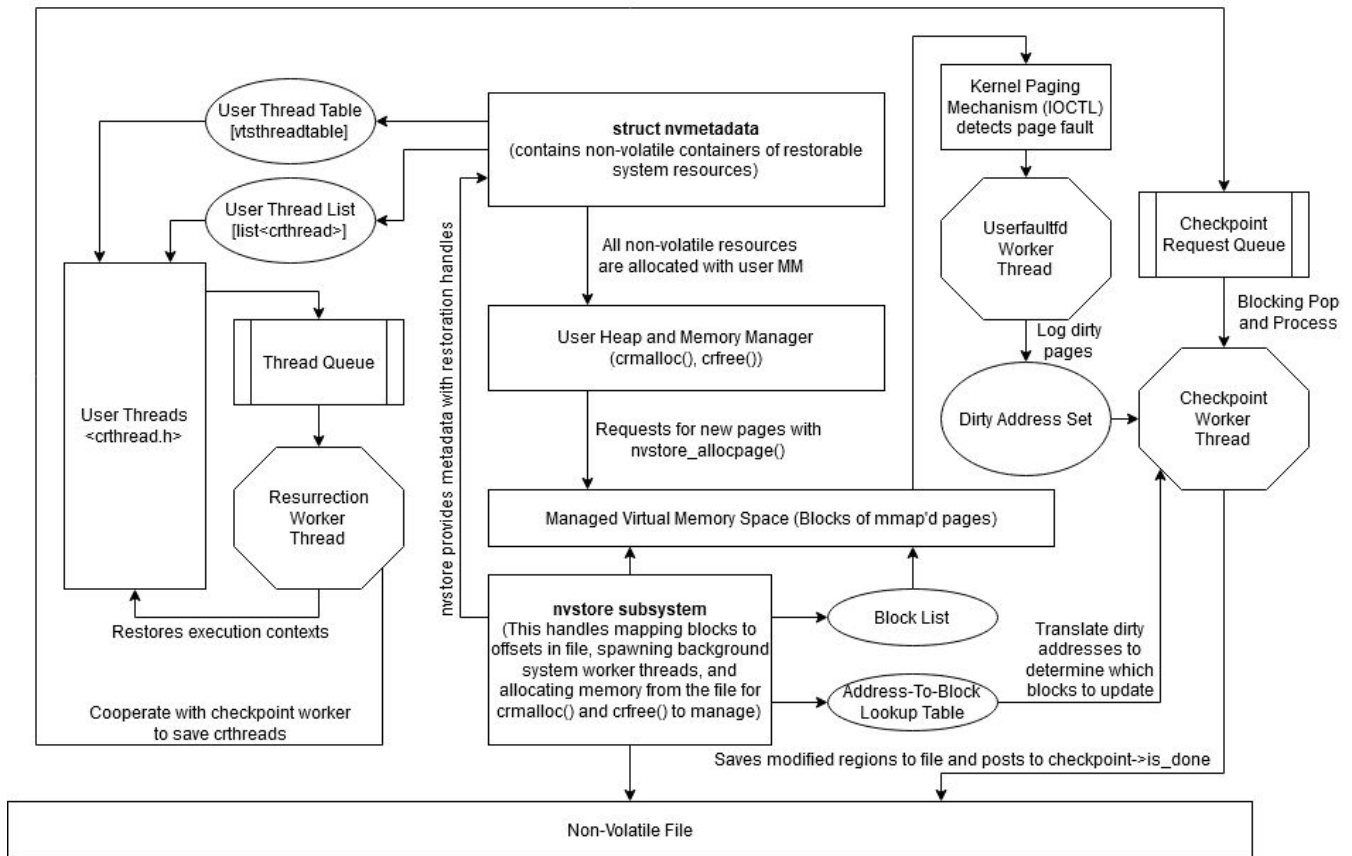 User Thread Table
[vtsthreadtable]
User Thread List
[list<crthread>]
struct nvmetadata
(contains non-volatile containers of restorable
system resources)
Kernel Paging
Mechanism (IOCTL)
detects page fault
Userfaultfd
Worker
Thread
Checkpoint
Request Queue
All non-volatile resources
are allocated with user MM
Blocking Pop
and Process
Log dirty
pages
Thread Queue
User Heap and Memory Manager
(crmalloc(), crfree())
User Threads
<crthread.h>
Dirty Address Set
Checkpoint
Worker
Thread
Requests for new pages with
nvstore_allocpage()
nvstore provides metadata with restoration handles
Resurrection
Worker
Thread
Managed Virtual Memory Space (Blocks of mmap'd pages)
Restores execution contexts
nvstore subsystem
(This handles mapping blocks to
offsets in file, spawning background
system worker threads, and
allocating memory from the file for
crmalloc() and crfree() to manage)
Block List
Address-To-Block
Lookup Table
Translate dirty
addresses to
determine which
blocks to update
Cooperate with checkpoint worker
to save crthreads
Saves modified regions to file and posts to checkpoint->is_done
Non-Volatile File